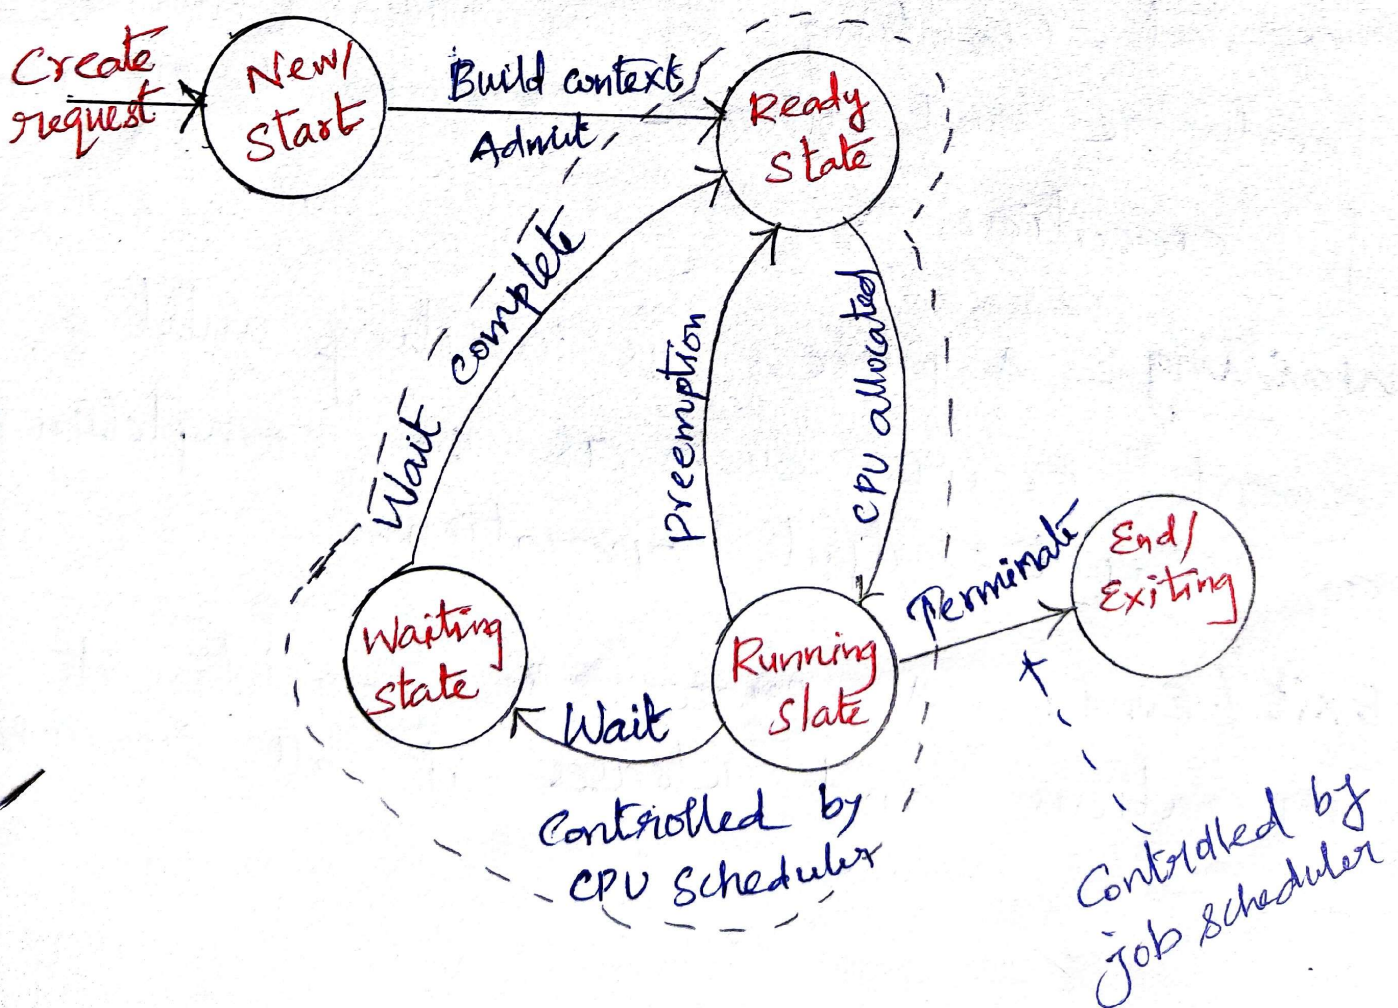 Create
request
New/
Start
Build context
Admit
Ready
State
Wait complete
Preemption
CPU allocated
Waiting
state
Wait
Running
State
Terminate
End/
Exiting
Controlled by
CPU Scheduler
Controlled by
job scheduler